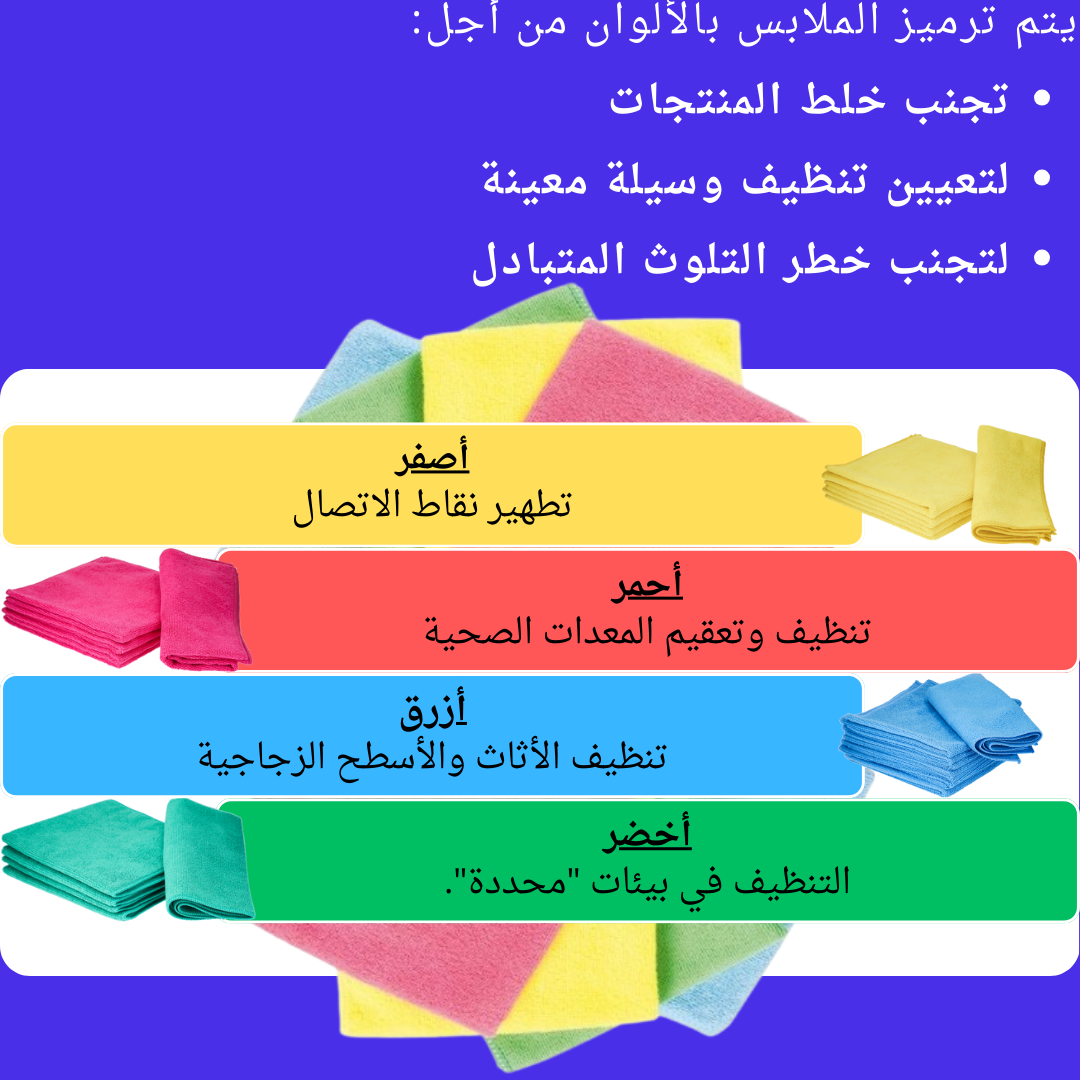 يتم ترميز الملابس بالألوان من أجل:
• تجنب خلط المنتجات
• لتعيين تنظيف وسيلة معينة
• لتجنب خطر التلوث المتبادل
أصفر
تطهير نقاط الاتصال
أحمر
تنظيف وتعقيم المعدات الصحية
أزرق
تنظيف الأثاث والأسطح الزجاجية
أخضر
التنظيف في بيئات "محددة".